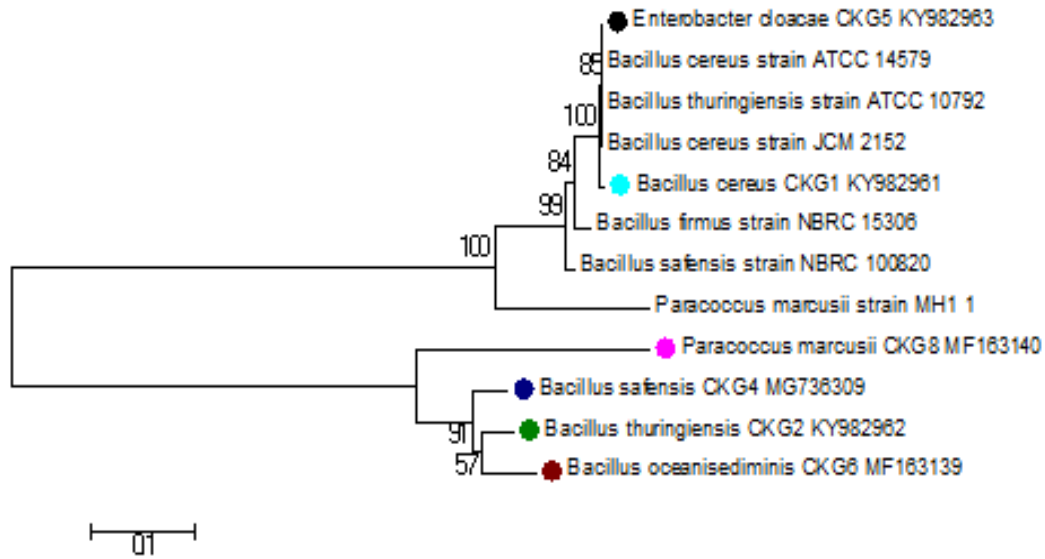 Enterobacter cloacae CKG5 KY982963
85
Bacillus cereus strain ATCC 14579
Bacillus thuringiensis strain ATCC 10792
100
Bacillus cereus strain JCM 2152
84
Bacillus cereus CKG1 KY982961
99
Bacillus firmus strain NBRC 15306
100
Bacillus safensis strain NBRC 100820
Paracoccus marcusii strain MH1 1
Paracoccus marcusii CKG8 MF163140
Bacillus safensis CKG4 MG736309
91
Bacillus thuringiensis CKG2 KY982962
57
Bacillus oceanisediminis CKG6 MF163139
0.1